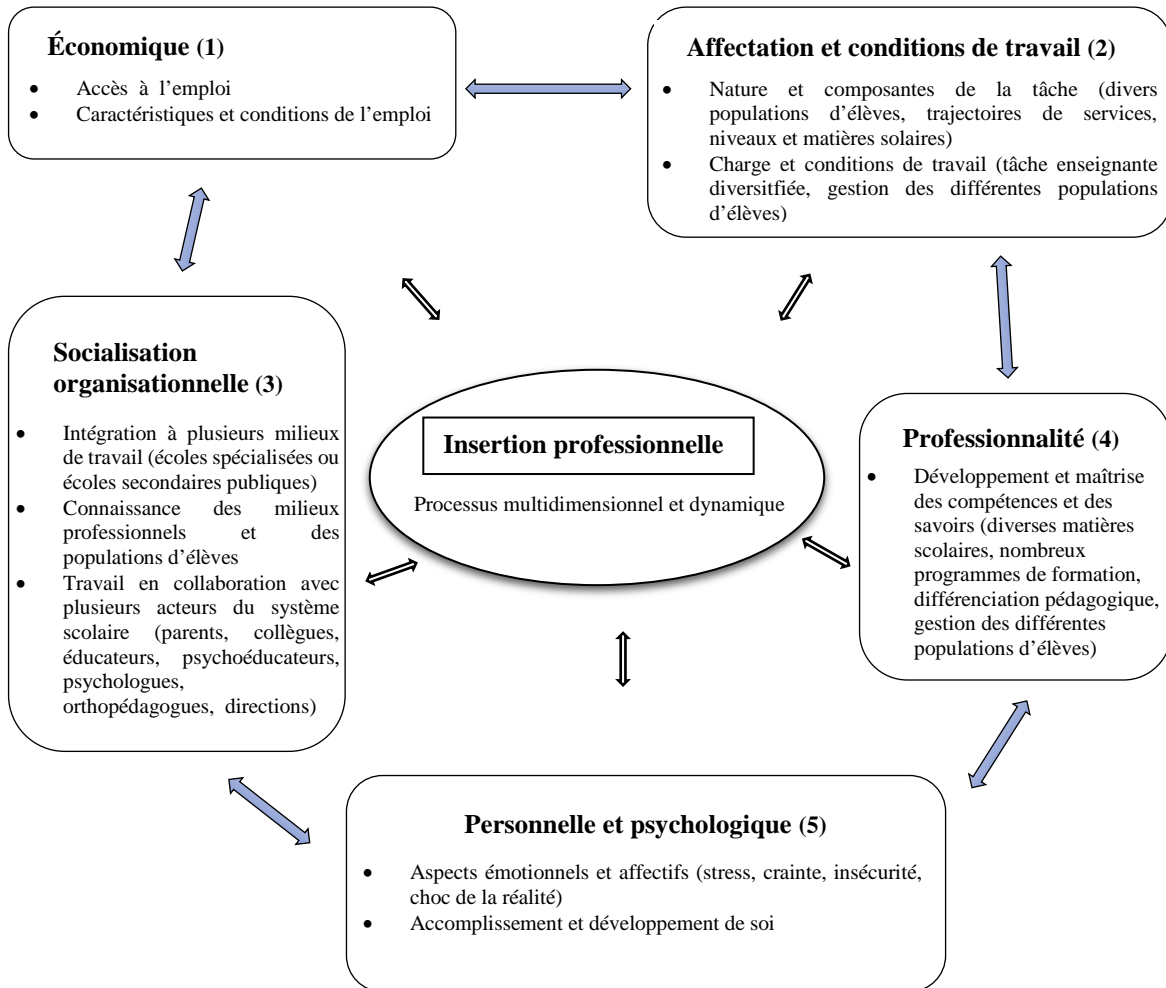 Économique (1)
• Accès à l’emploi
• Caractéristiques et conditions de l’emploi
Affectation et conditions de travail (2)
• Nature et composantes de la tâche (divers
populations d’élèves, trajectoires de services,
niveaux et matières solaires)
• Charge et conditions de travail (tâche enseignante
diversitfiée, gestion des différentes populations
d’élèves)
Socialisation
organisationnelle (3)
• Intégration à plusieurs milieux
de travail (écoles spécialisées ou
écoles secondaires publiques)
• Connaissance des milieux
professionnels et des
populations d’élèves
• Travail en collaboration avec
plusieurs acteurs du système
scolaire (parents, collègues,
éducateurs, psychoéducateurs,
psychologues,
orthopédagogues, directions)
Insertion professionnelle
Processus multidimensionnel et dynamique
Professionnalité (4)
• Développement et maîtrise
des compétences et des
savoirs (diverses matières
scolaires, nombreux
programmes de formation,
différenciation pédagogique,
gestion des différentes
populations d’élèves)
Personnelle et psychologique (5)
• Aspects émotionnels et affectifs (stress, crainte, insécurité,
choc de la réalité)
• Accomplissement et développement de soi